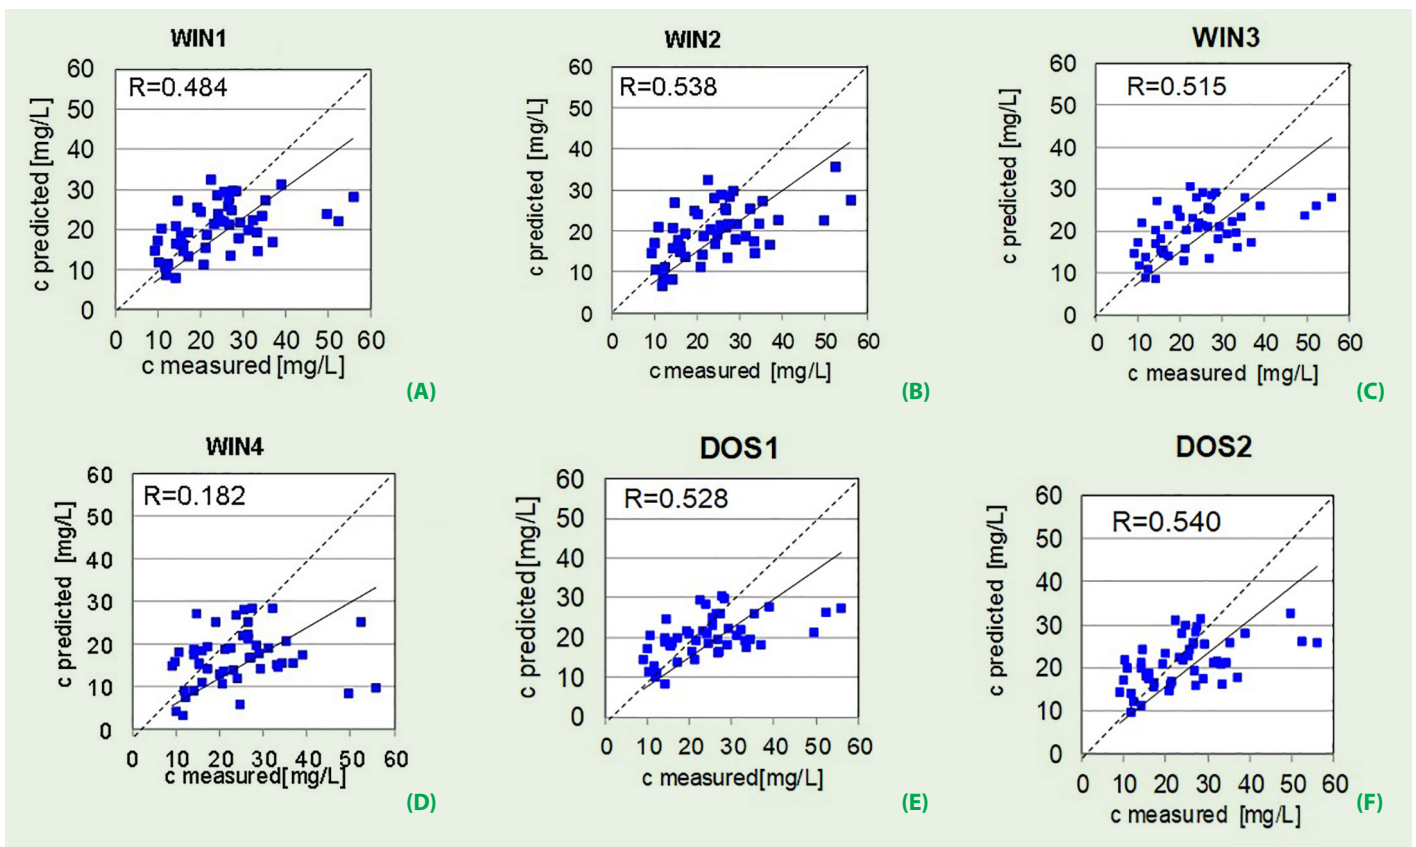 WIN1
R=0.484
c predicted [mg/L]
60
50
40
30
20
10
0
0 10 20 30 40 50 60
c measured [mg/L]
(A)
WIN2
R=0.538
c predicted [mg/L]
60
50
40
30
20
10
0
0 10 20 30 40 50 60
c measured [mg/L]
(B)
WIN3
R=0.515
c predicted [mg/L]
60
50
40
30
20
10
0
0 10 20 30 40 50 60
c measured [mg/L]
(C)
WIN4
R=0.182
c predicted [mg/L]
60
50
40
30
20
10
0
0 10 20 30 40 50 60
c measured[mg/L]
(D)
DOS1
R=0.528
c predicted [mg/L]
60
50
40
30
20
10
0
0 10 20 30 40 50 60
c measured[mg/L]
(E)
DOS2
R=0.540
c predicted [mg/L]
60
50
40
30
20
10
0
0 10 20 30 40 50 60
c measured [mg/L]
(F)